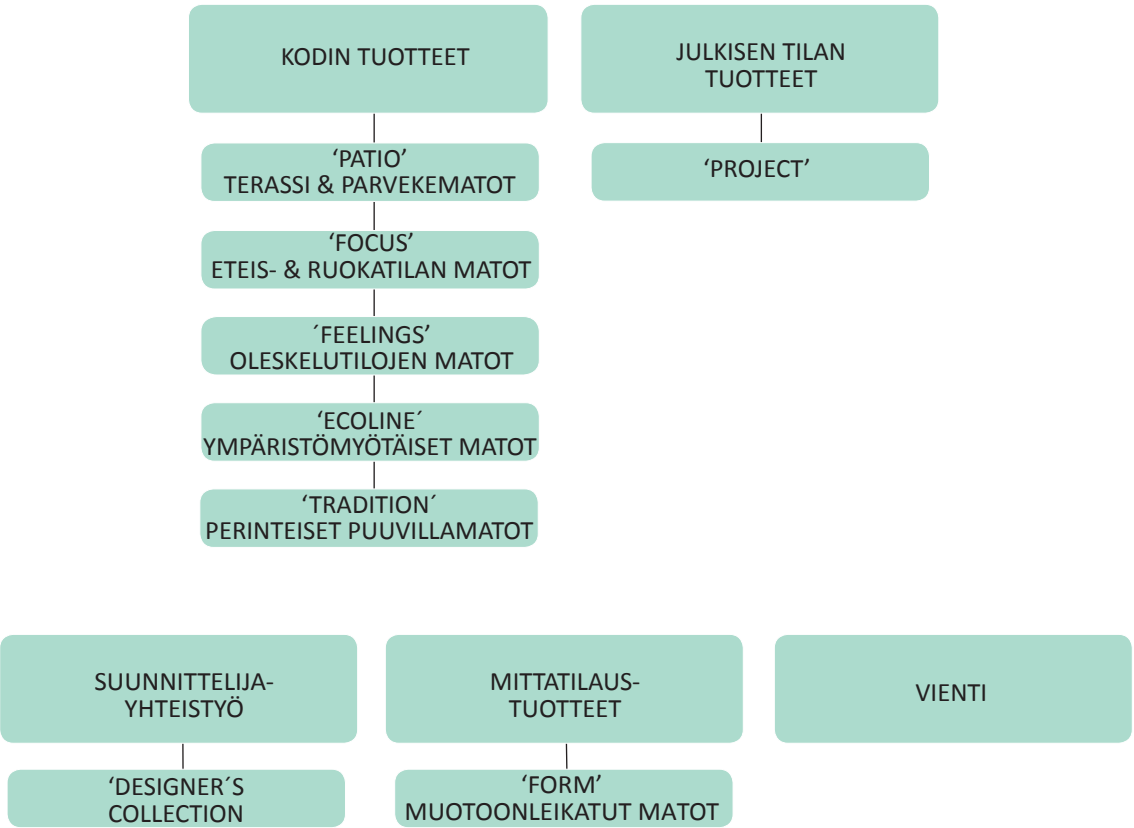 KODIN TUOTTEET
‘PATIO’
TERASSI & PARVEKEMATOT
‘FOCUS’
ETEIS- & RUOKATILAN MATOT
´FEELINGS’
OLESKELUTILOJEN MATOT
‘ECOLINE´
YMPÄRISTÖMYÖTÄISET MATOT
‘TRADITION´
PERINTEISET PUUVILLAMATOT
JULKISEN TILAN
TUOTTEET
‘PROJECT’
SUUNNITTELIJA-
YHTEISTYÖ
‘DESIGNER´S
COLLECTION
MITTATILAUS-
TUOTTEET
‘FORM’
MUOTOONLEIKATUT MATOT
VIENTI